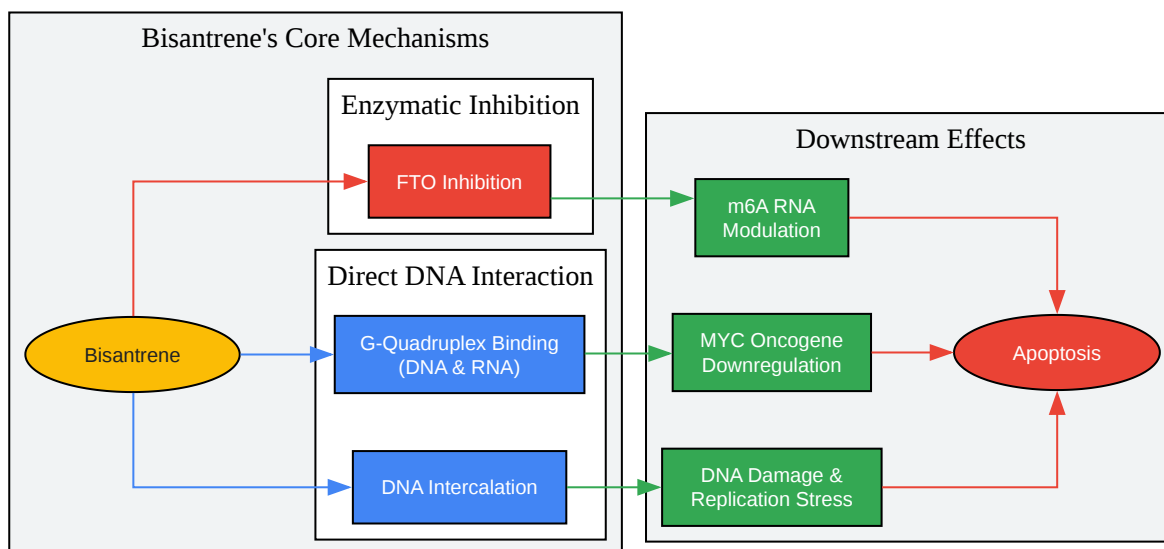 Bisantrene's Core Mechanisms
Enzymatic Inhibition
FTO Inhibition
Direct DNA Interaction
Bisantrene
G-Quadruplex Binding
(DNA & RNA)
DNA Intercalation
Downstream Effects
m6A RNA
Modulation
MYC Oncogene
Downregulation
DNA Damage &
Replication Stress
Apoptosis